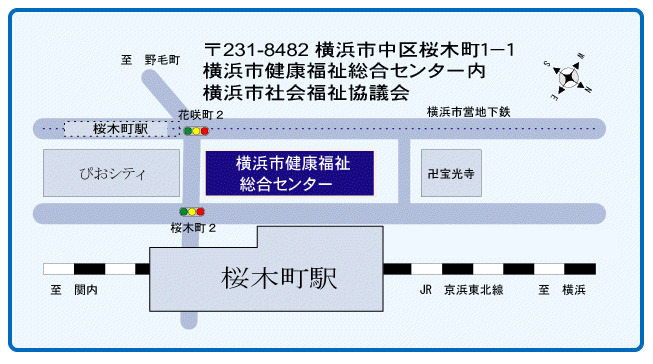 〒231-8482 横浜市中区桜木町1－1
至 野毛町
横浜市健康福祉総合センター内
横浜市社会福祉協議会
W
S
N
E
花咲町２
横浜市営地下鉄
桜木町駅
ぴおシティ
横浜市健康福祉
総合センター
卍宝光寺
桜木町２
桜木町駅
至 関内
JR 京浜東北線
至 横浜